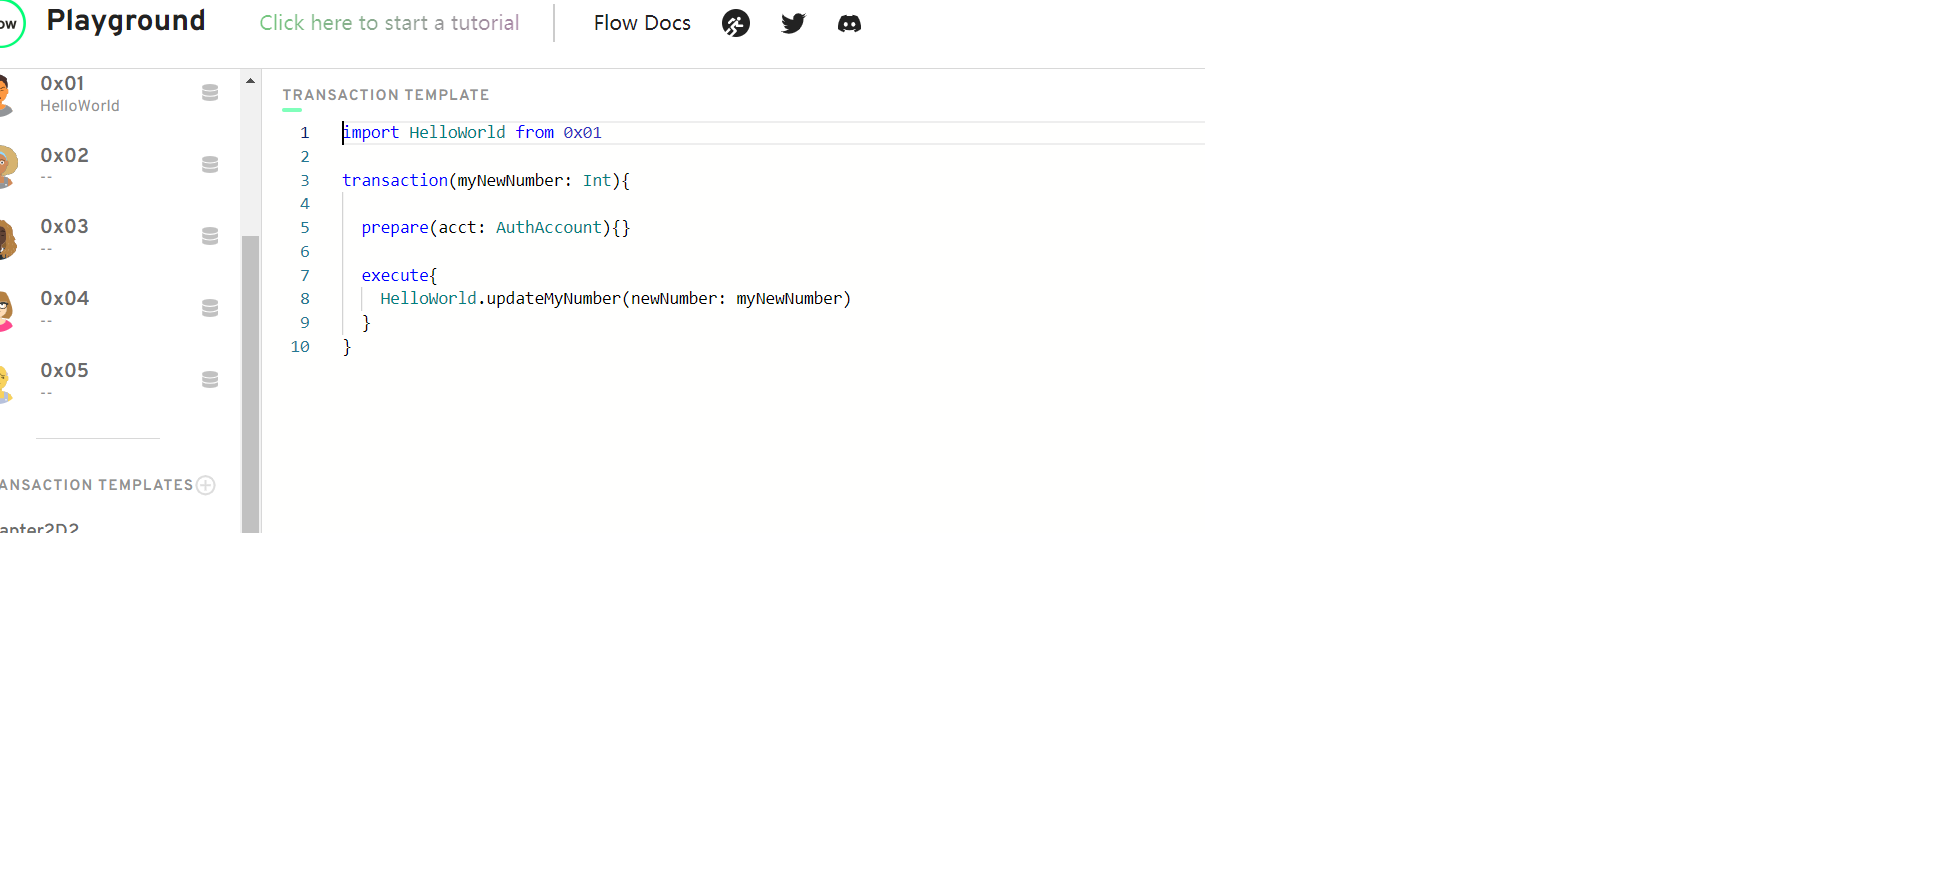 ow Playground Click here to start a tutorial Flow Docs
0x01
HelloWorld
0x02
--
0x03
--
0x04
--
0x05
--
ANSACTION TEMPLATES
apter2D2
TRANSACTION TEMPLATE
1 import HelloWorld from 0x01
2
3 transaction(myNewNumber: Int){
4
5 prepare(acct: AuthAccount){}
6
7 execute{
8 HelloWorld.updateMyNumber(newNumber: myNewNumber)
9 }
10 }